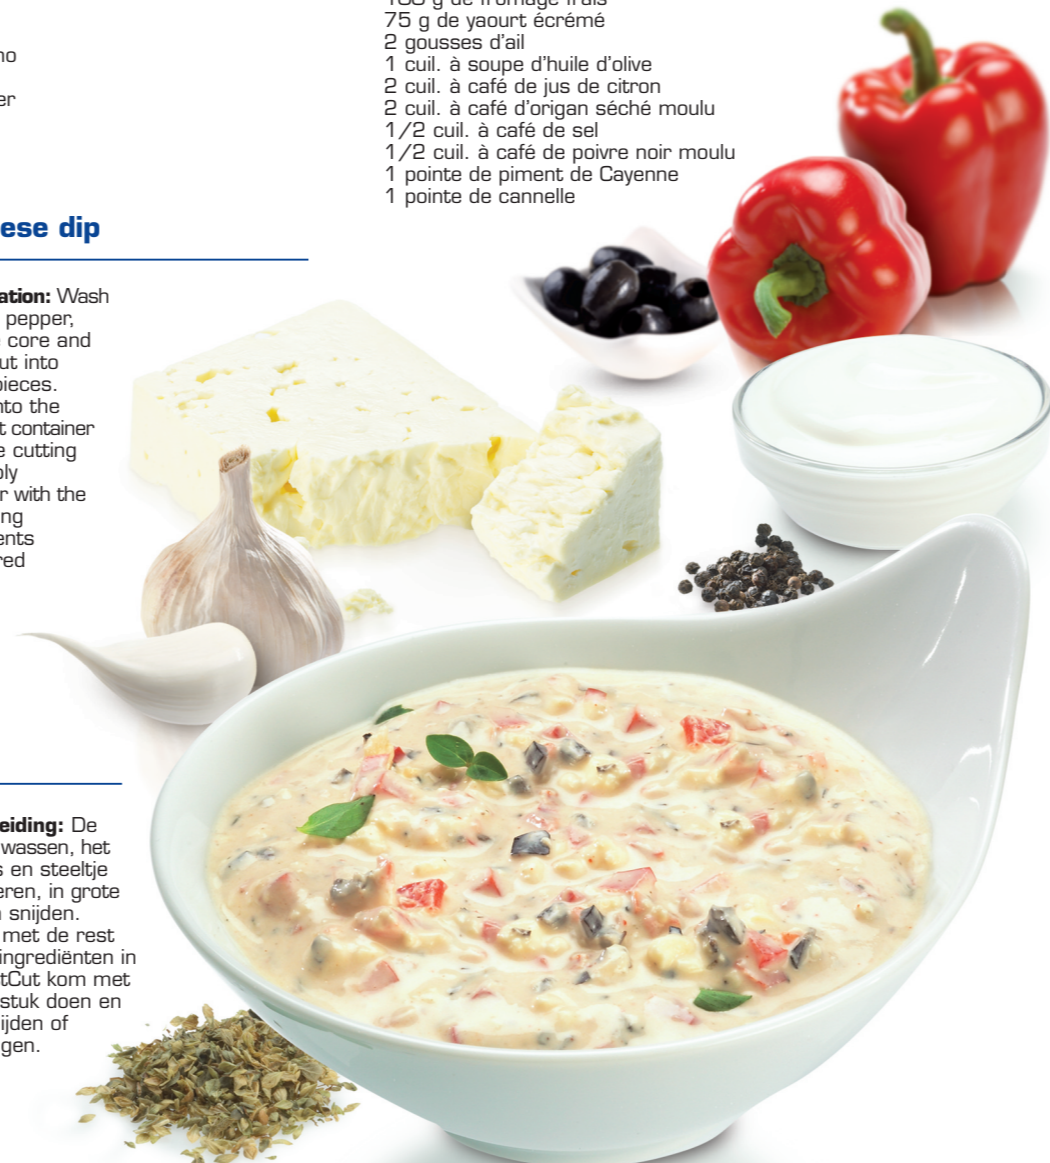 75 g de yaourt écrémé
2 gousses d'ail
1 cuil. à soupe d'huile d'olive
2 cuil. à café de jus de citron
2 cuil. à café d'origan séché moulu
1/2 cuil. à café de sel
1/2 cuil. à café de poivre noir moulu
1 pointe de piment de Cayenne
1 pointe de cannelle
no
er
ese dip
ation: Wash
pepper,
core and
ut into
pieces.
nto the
t container
e cutting
bly
r with the
ng
ents
red
eiding: De
wassen, het
s en steeltje
eren, in grote
n snijden.
met de rest
ingrediënten in
tCut kom met
stuk doen en
ijden of
gen.